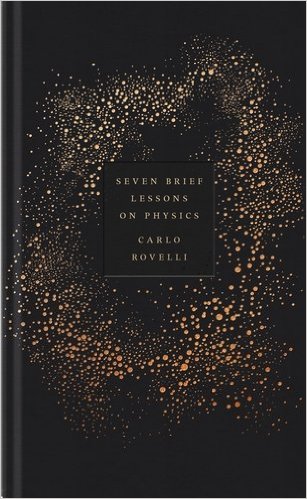 SEVEN BRIEF
LESSONS
ON PHYSICS
CARLO
ROVELLI